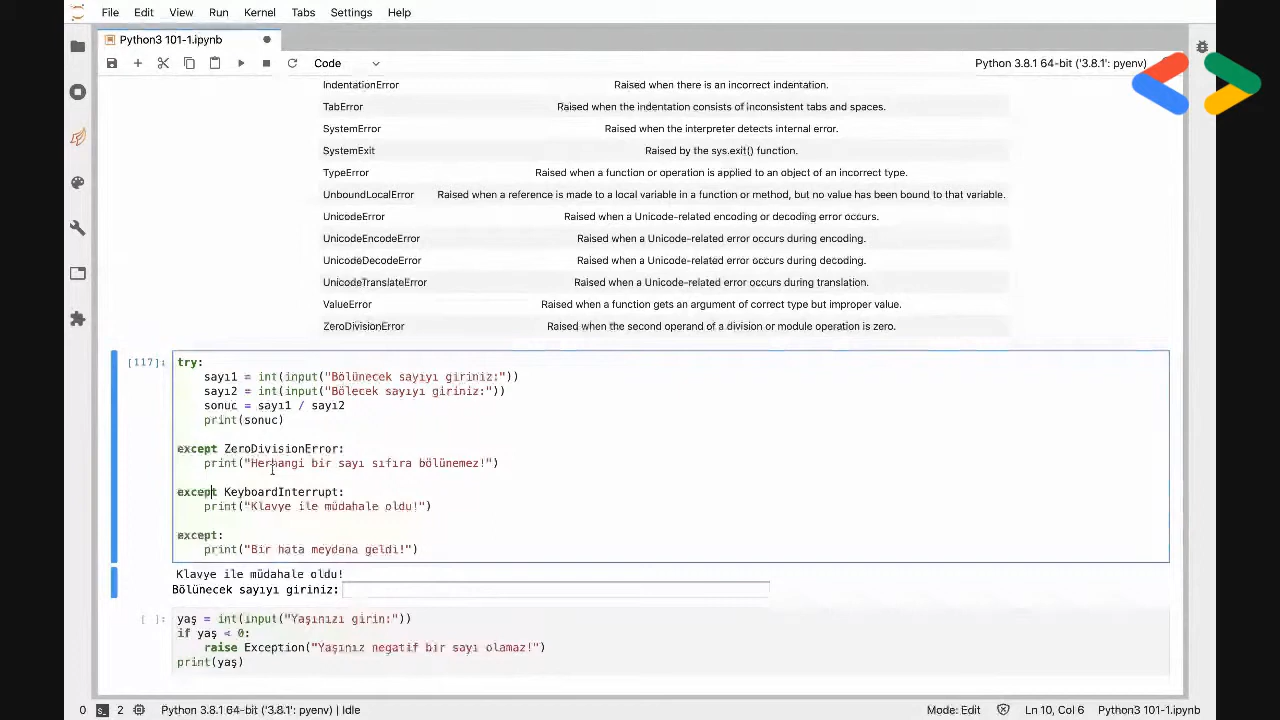 File Edit View Run Kernel Tabs Settings Help
Python3 101-1.ipynb
Code Python 3.8.1 64-bit ('3.8.1': pyenv)
IndentationError Raised when there is an incorrect indentation.
TabError Raised when the indentation consists of inconsistent tabs and spaces.
SystemError Raised when the interpreter detects internal error.
SystemExit Raised by the sys.exit() function.
TypeError Raised when a function or operation is applied to an object of an incorrect type.
UnboundLocalError Raised when a reference is made to a local variable in a function or method, but no value has been bound to that variable.
UnicodeError Raised when a Unicode-related encoding or decoding error occurs.
UnicodeEncodeError Raised when a Unicode-related error occurs during encoding.
UnicodeDecodeError Raised when a Unicode-related error occurs during decoding.
UnicodeTranslateError Raised when a Unicode-related error occurs during translation.
ValueError Raised when a function gets an argument of correct type but improper value.
ZeroDivisionError Raised when the second operand of a division or module operation is zero.
[117]: try:
sayı1 = int(input("Bölünecek sayıyı giriniz:"))
sayı2 = int(input("Bölecek sayıyı giriniz:"))
sonuc = sayı1 / sayı2
print(sonuc)
except ZeroDivisionError:
print("Herhangi bir sayı sıfıra bölünemez!")
except KeyboardInterrupt:
print("Klavye ile müdahale oldu!")
except:
print("Bir hata meydana geldi!")
Klavye ile müdahale oldu!
Bölünecek sayıyı giriniz:
[ ]: yaş = int(input("Yaşınızı girin:"))
if yaş < 0:
raise Exception("Yaşınız negatif bir sayı olamaz!")
print(yaş)
0 2 Python 3.8.1 64-bit ('3.8.1': pyenv) | Idle Mode: Edit Ln 10, Col 6 Python3 101-1.ipynb